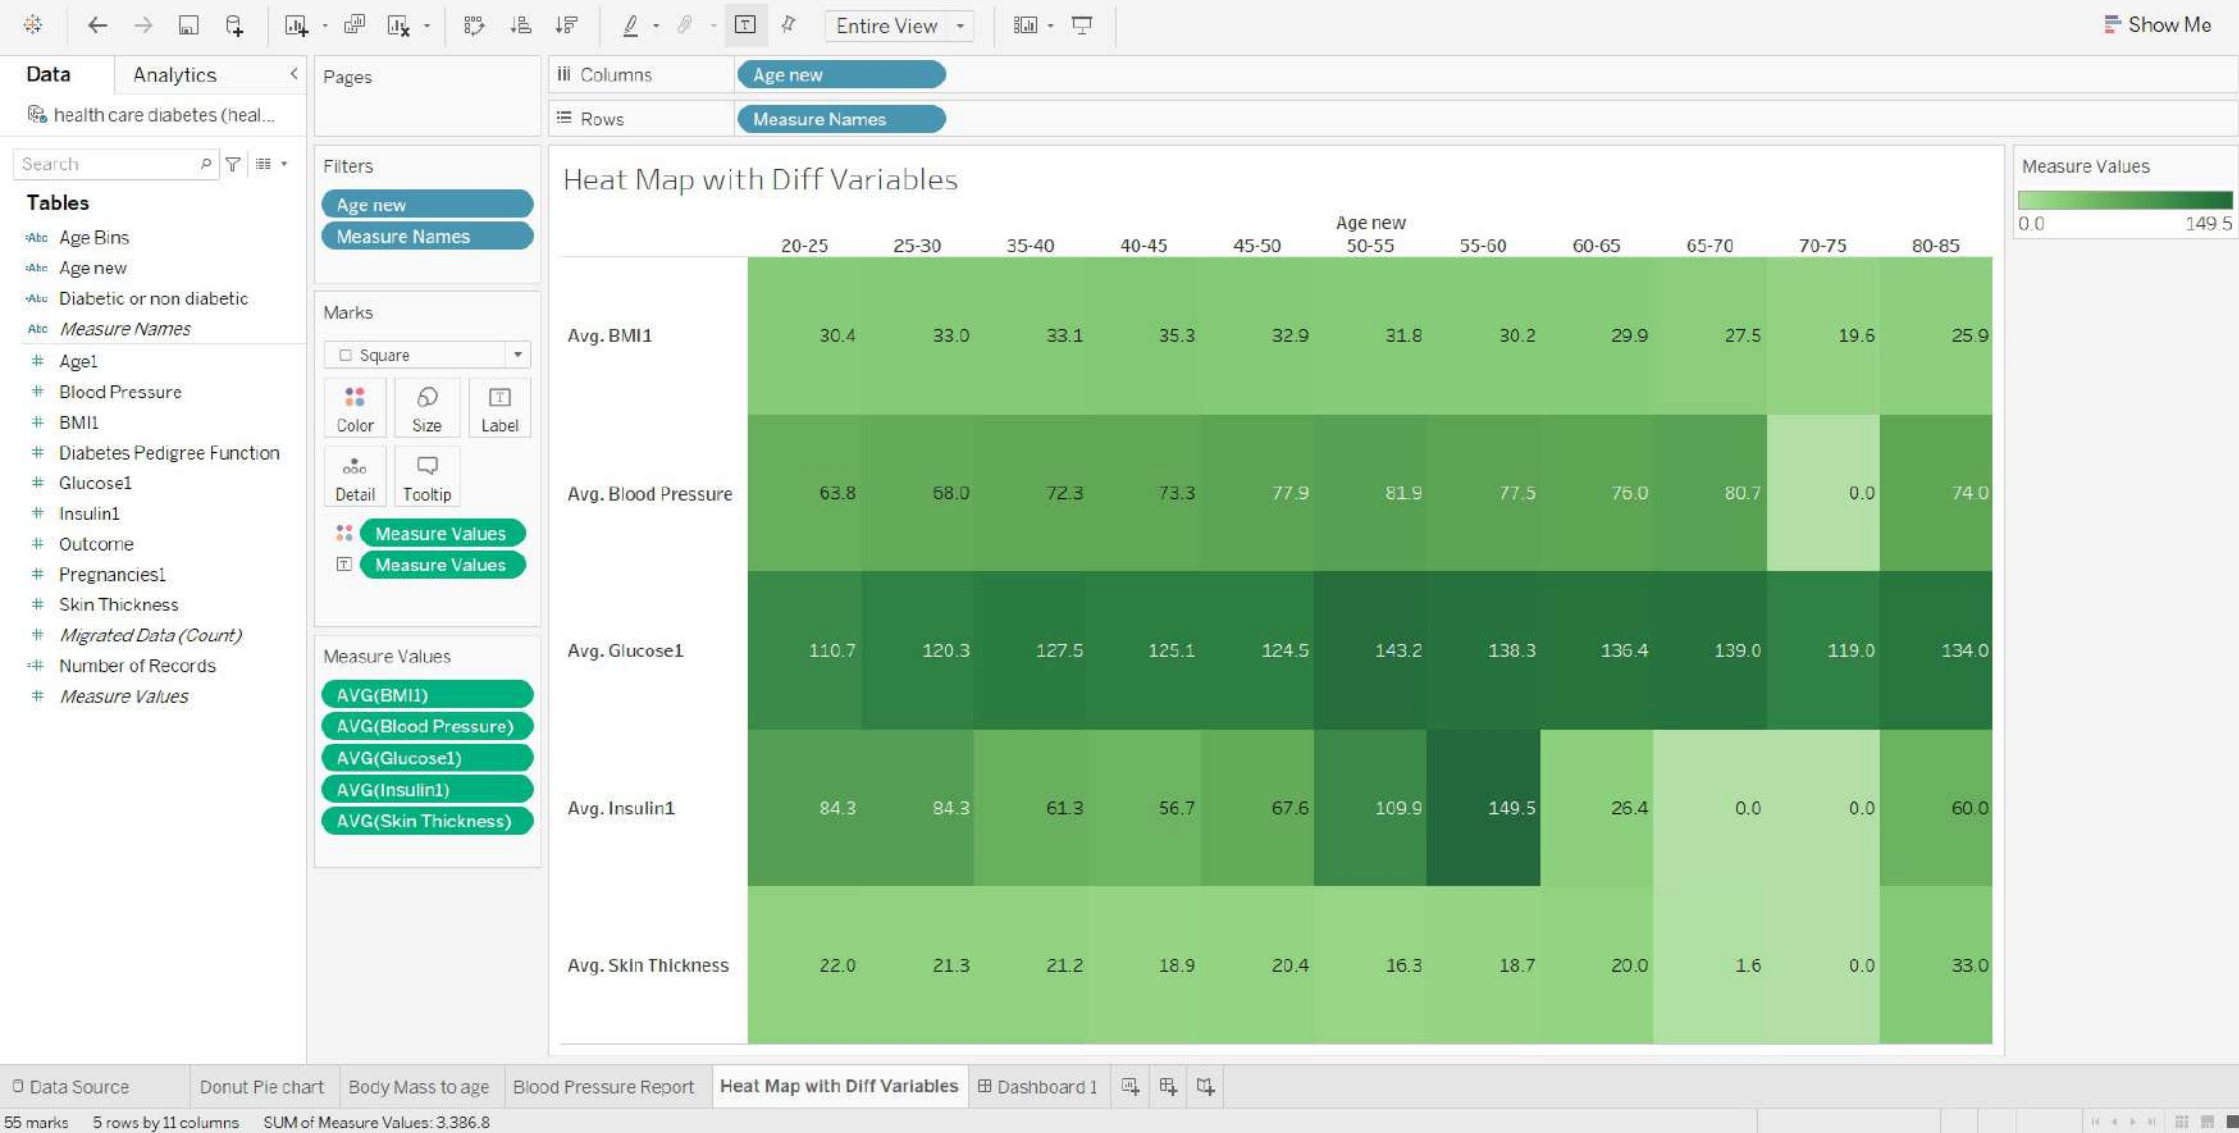 Entire View
Show Me
Data
Analytics
health care diabetes (heal...
Search
Tables
Abc Age Bins
Abc Age new
Abc Diabetic or non diabetic
Abc Measure Names
# Age1
# Blood Pressure
# BMI1
# Diabetes Pedigree Function
# Glucose1
# Insulin1
# Outcome
# Pregnancies1
# Skin Thickness
# Migrated Data (Count)
=# Number of Records
# Measure Values
Pages
Filters
Age new
Measure Names
Marks
Square
Color
Size
Label
Detail
Tooltip
Measure Values
Measure Values
Measure Values
AVG(BMI1)
AVG(Blood Pressure)
AVG(Glucose1)
AVG(Insulin1)
AVG(Skin Thickness)
Columns
Age new
Rows
Measure Names
Heat Map with Diff Variables
Age new
20-25 25-30 35-40 40-45 45-50 50-55 55-60 60-65 65-70 70-75 80-85
Avg. BMI1 30.4 33.0 33.1 35.3 32.9 31.8 30.2 29.9 27.5 19.6 25.9
Avg. Blood Pressure 63.8 68.0 72.3 73.3 77.9 81.9 77.5 76.0 80.7 0.0 74.0
Avg. Glucose1 110.7 120.3 127.5 125.1 124.5 143.2 138.3 136.4 139.0 119.0 134.0
Avg. Insulin1 84.3 84.3 61.3 56.7 67.6 109.9 149.5 26.4 0.0 0.0 60.0
Avg. Skin Thickness 22.0 21.3 21.2 18.9 20.4 16.3 18.7 20.0 1.6 0.0 33.0
Measure Values
0.0 149.5
Data Source
Donut Pie chart
Body Mass to age
Blood Pressure Report
Heat Map with Diff Variables
Dashboard 1
55 marks 5 rows by 11 columns SUM of Measure Values: 3,386.8